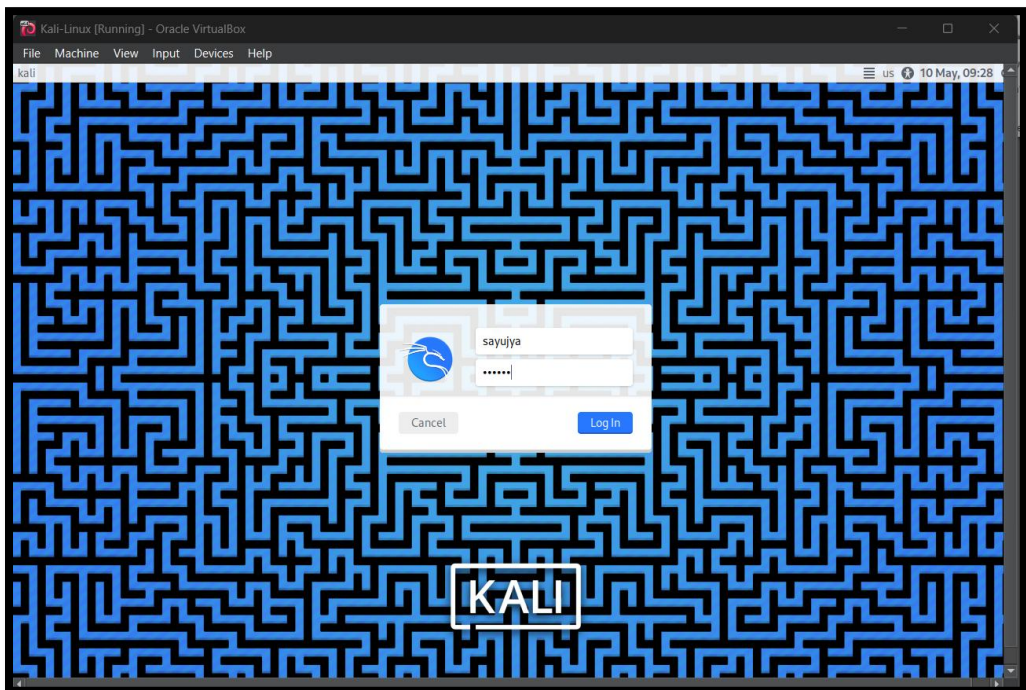 Kali-Linux [Running] - Oracle VirtualBox
File Machine View Input Devices Help
kali us 10 May, 09:28
sayujya
••••••
Cancel Log In
KALI